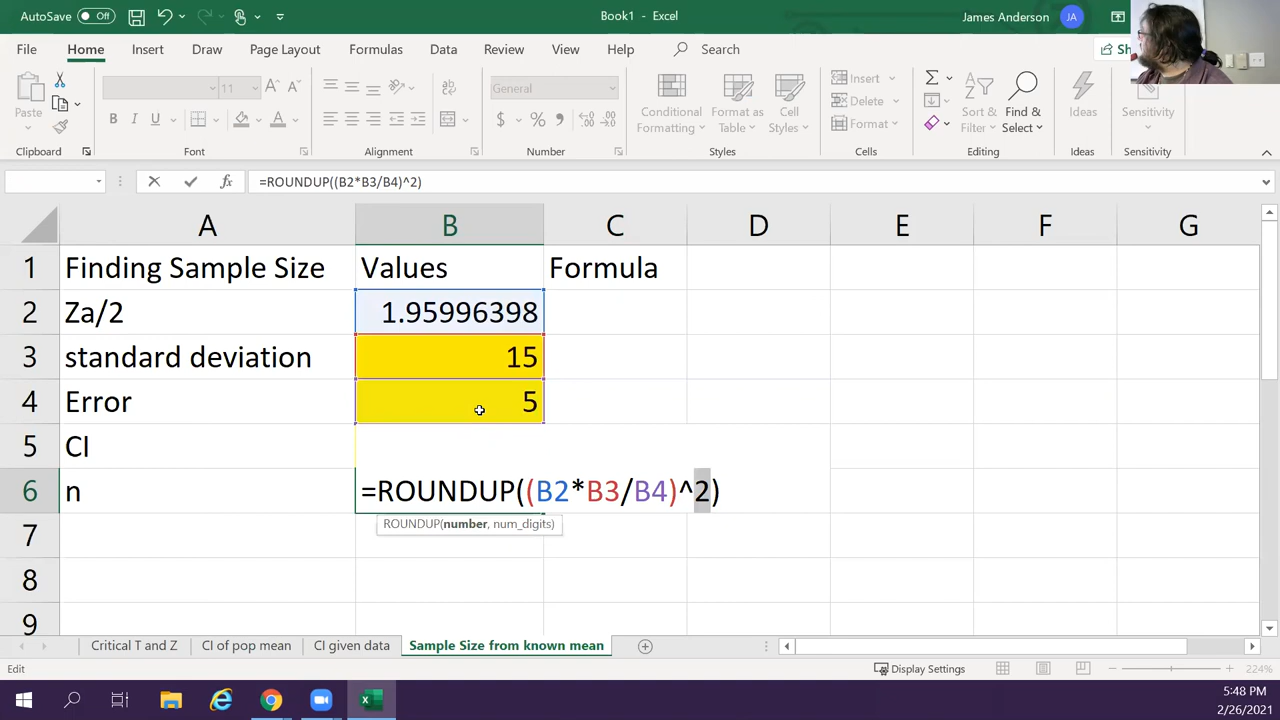 AutoSave Off Book1 - Excel James Anderson JA
File Home Insert Draw Page Layout Formulas Data Review View Help Search Sh
Paste
11
General
Conditional Formatting
Format as Table
Cell Styles
Insert
Delete
Format
Sort & Filter
Find & Select
Ideas
Sensitivity
Clipboard Font Alignment Number Styles Cells Editing Ideas Sensitivity
=ROUNDUP((B2*B3/B4)^2)
A B C D E F G
1 Finding Sample Size Values Formula
2 Za/2 1.95996398
3 standard deviation 15
4 Error 5
5 CI
6 n =ROUNDUP((B2*B3/B4)^2)
ROUNDUP(number, num_digits)
7
8
9
Critical T and Z CI of pop mean CI given data Sample Size from known mean
Edit Display Settings 224%
5:48 PM
2/26/2021